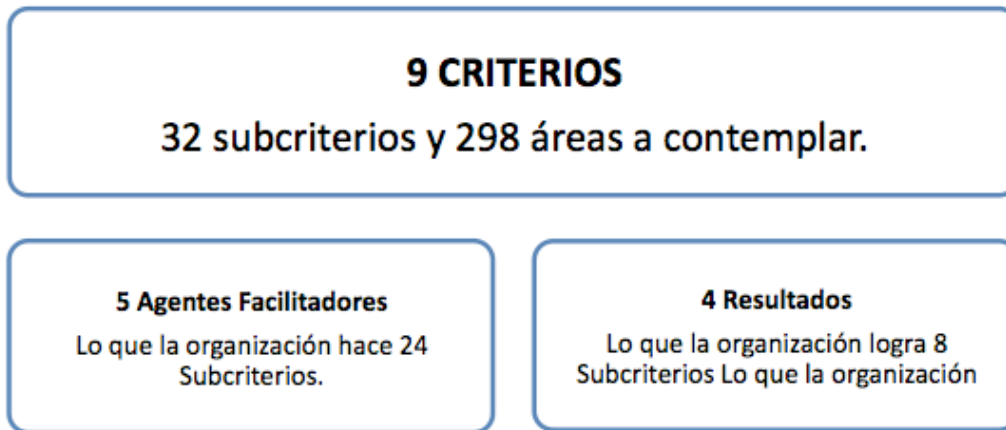 9 CRITERIOS
32 subcriterios y 298 áreas a contemplar.
5 Agentes Facilitadores
Lo que la organización hace 24
Subcriterios.
4 Resultados
Lo que la organización logra 8
Subcriterios Lo que la organización